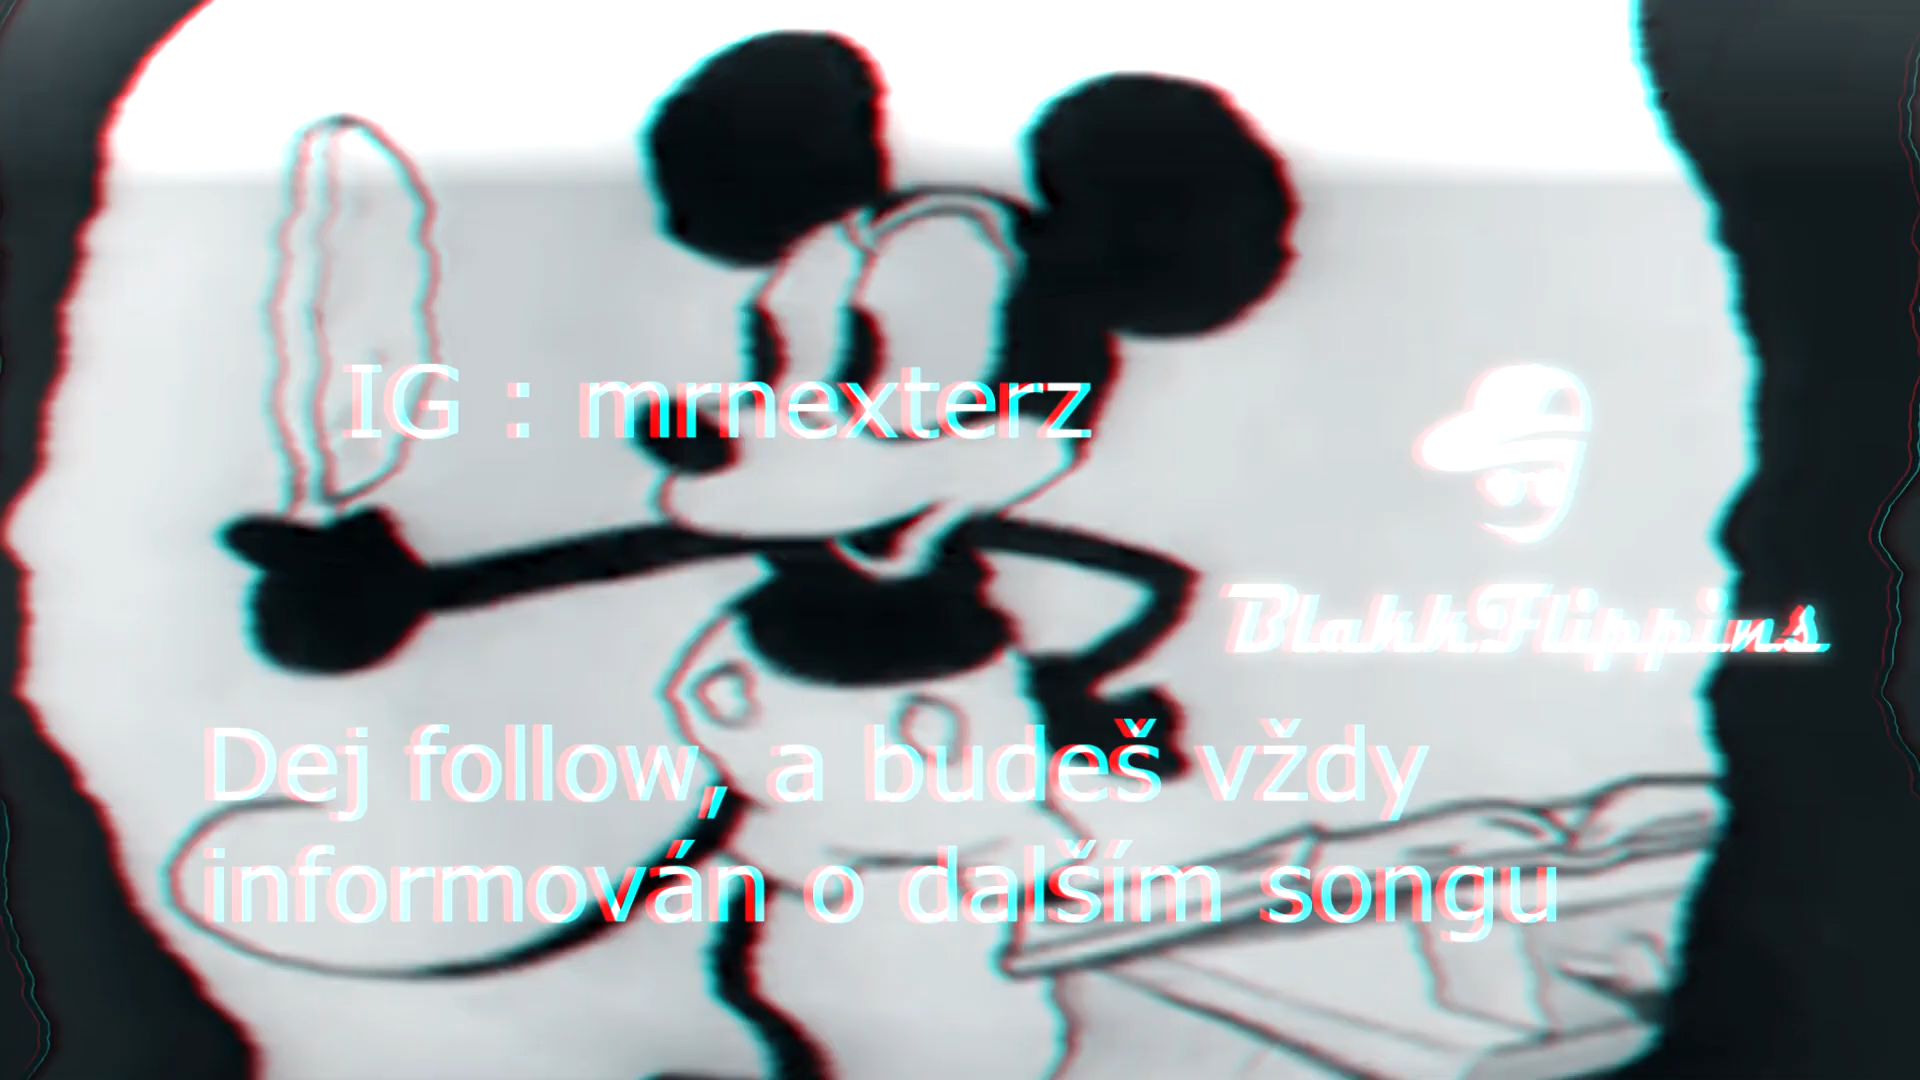 IG : mrnexterz
BlakkFlippins
Dej follow, a budeš vždy
informován o dalším songu